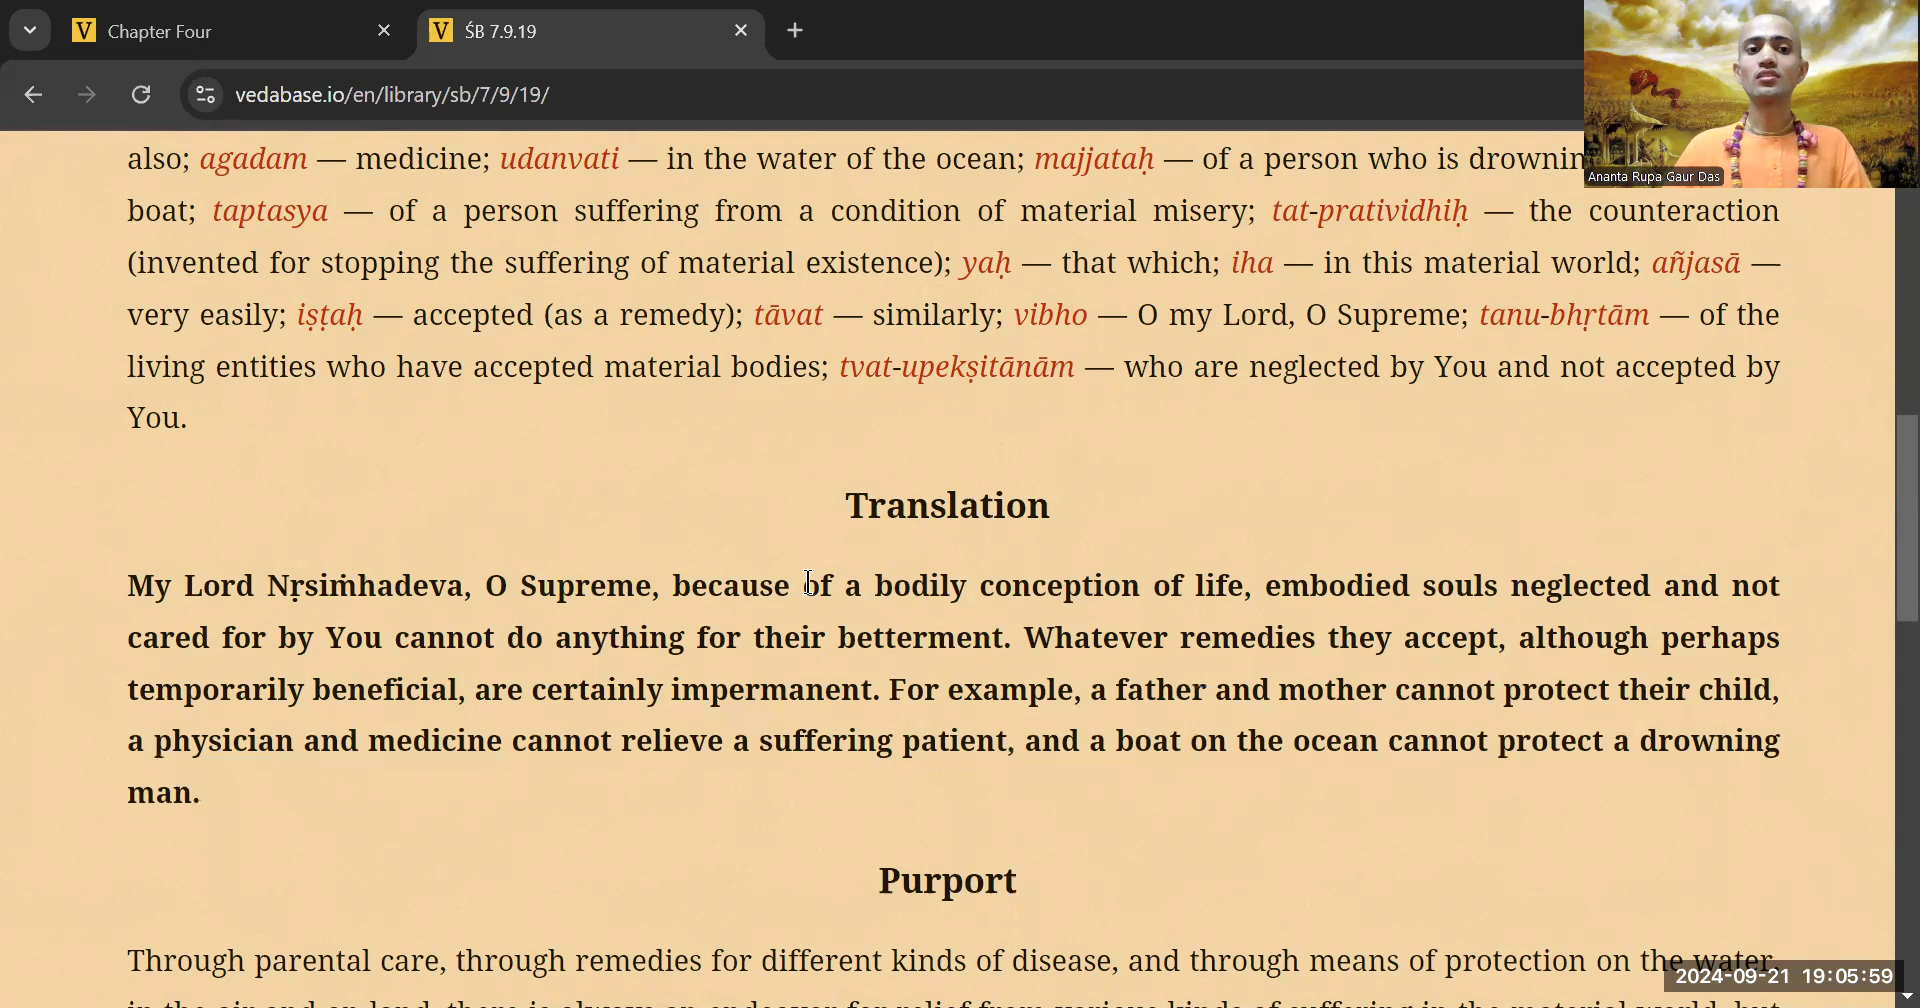 Chapter Four
ŚB 7.9.19
vedabase.io/en/library/sb/7/9/19/
Ananta Rupa Gaur Das
also; agadam — medicine; udanvati — in the water of the ocean; majjataḥ — of a person who is
boat; taptasya — of a person suffering from a condition of material misery; tat-pratividhiḥ — the counteraction
(invented for stopping the suffering of material existence); yaḥ — that which; iha — in this material world; añjasā —
very easily; iṣṭaḥ — accepted (as a remedy); tāvat — similarly; vibho — O my Lord, O Supreme; tanu-bhṛtām — of the
living entities who have accepted material bodies; tvat-upekṣitānām — who are neglected by You and not accepted by
You.
Translation
My Lord Nṛsiṁhadeva, O Supreme, because of a bodily conception of life, embodied souls neglected and not
cared for by You cannot do anything for their betterment. Whatever remedies they accept, although perhaps
temporarily beneficial, are certainly impermanent. For example, a father and mother cannot protect their child,
a physician and medicine cannot relieve a suffering patient, and a boat on the ocean cannot protect a drowning
man.
Purport
Through parental care, through remedies for different kinds of disease, and through means of protection on the water,
2024-09-21 19:05:59